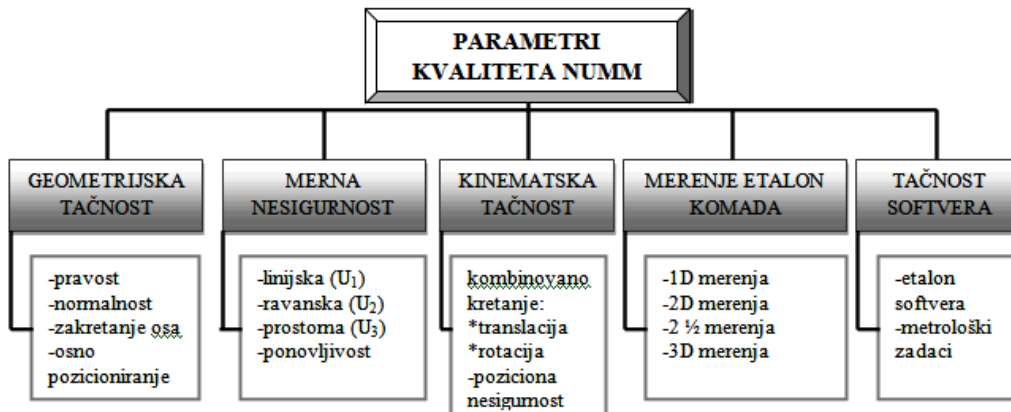 PARAMETRI
KVALITETA NUMM
GEOMETRIJSKA
TAČNOST
-pravost
-normalnost
-zakretanje osa
-osno
pozicioniranje
MERNA
NESIGURNOST
-linijska (U₁)
-ravanska (U₂)
-prostorna (U₃)
-ponovljivost
KINEMATSKA
TAČNOST
kombinovano
kretanje:
*translacija
*rotacija
-poziciona
nesigurnost
MERENJE ETALON
KOMADA
-1D merenja
-2D merenja
-2 ½ merenja
-3D merenja
TAČNOST
SOFTVERA
-etalon
softvera
-metrološki
zadaci